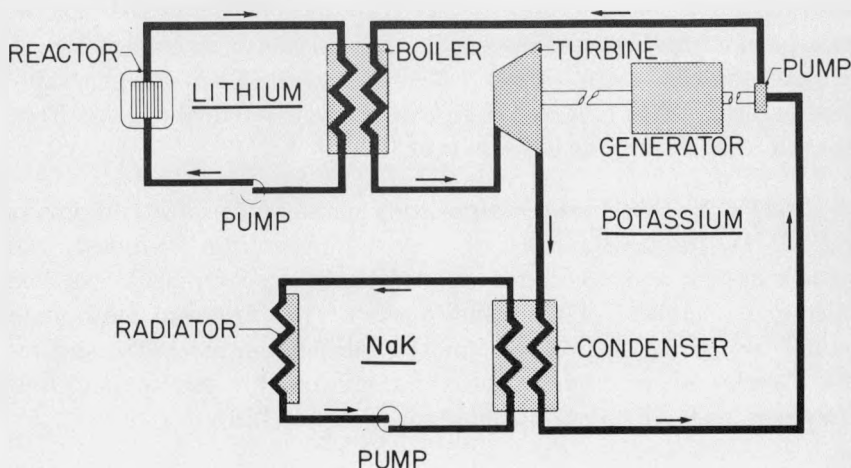 REACTOR
LITHIUM
BOILER
TURBINE
PUMP
GENERATOR
PUMP
POTASSIUM
RADIATOR
NaK
CONDENSER
PUMP